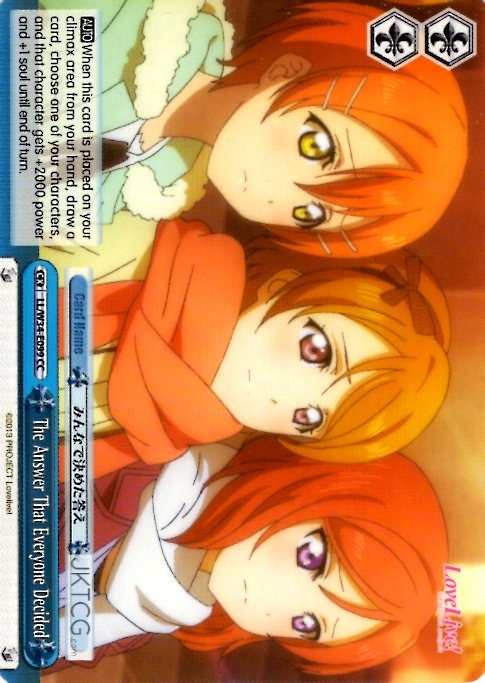 LoveLive!
AUTO When this card is placed on your
climax area from your hand, draw a
card, choose one of your characters,
and that character gets +2000 power
and +1 soul until end of turn.
Card Name
みんなで決めた答え
JKTCG.com
CX
LL/W34-E099 CC
The Answer That Everyone Decided
©2013 PROJECT Lovelive!